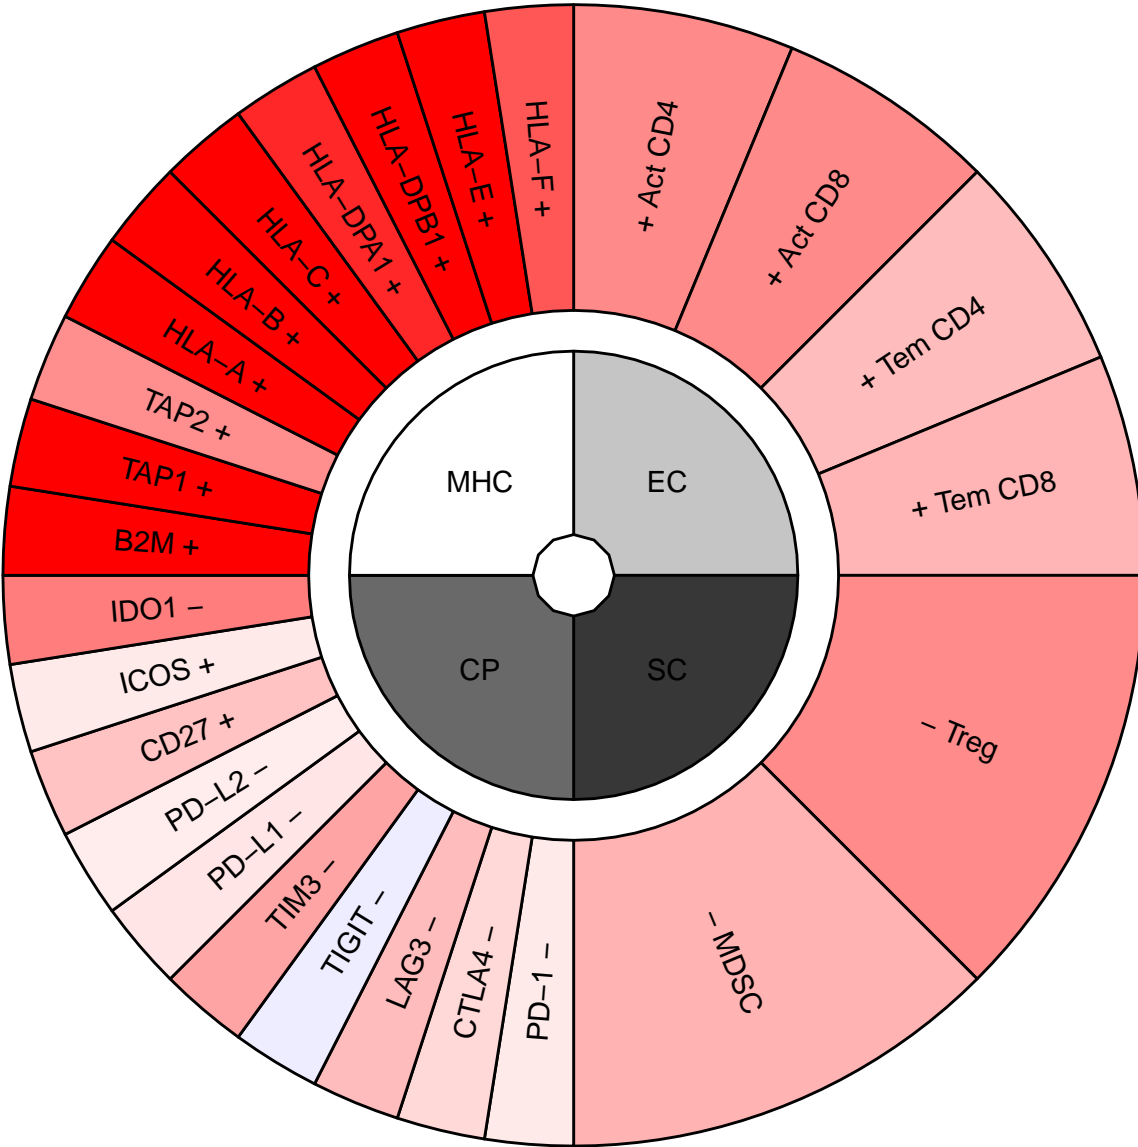 + Act CD4
+ Act CD8
+ Tem CD4
+ Tem CD8
– Treg
– MDSC
PD–1 –
CTLA4 –
LAG3 –
TIGIT –
TIM3 –
PD–L1 –
PD–L2 –
CD27 +
ICOS +
IDO1 –
B2M +
TAP1 +
TAP2 +
HLA–A +
HLA–B +
HLA–C +
HLA–DPA1 +
HLA–DPB1 +
HLA–E +
HLA–F +
MHC
EC
CP
SC